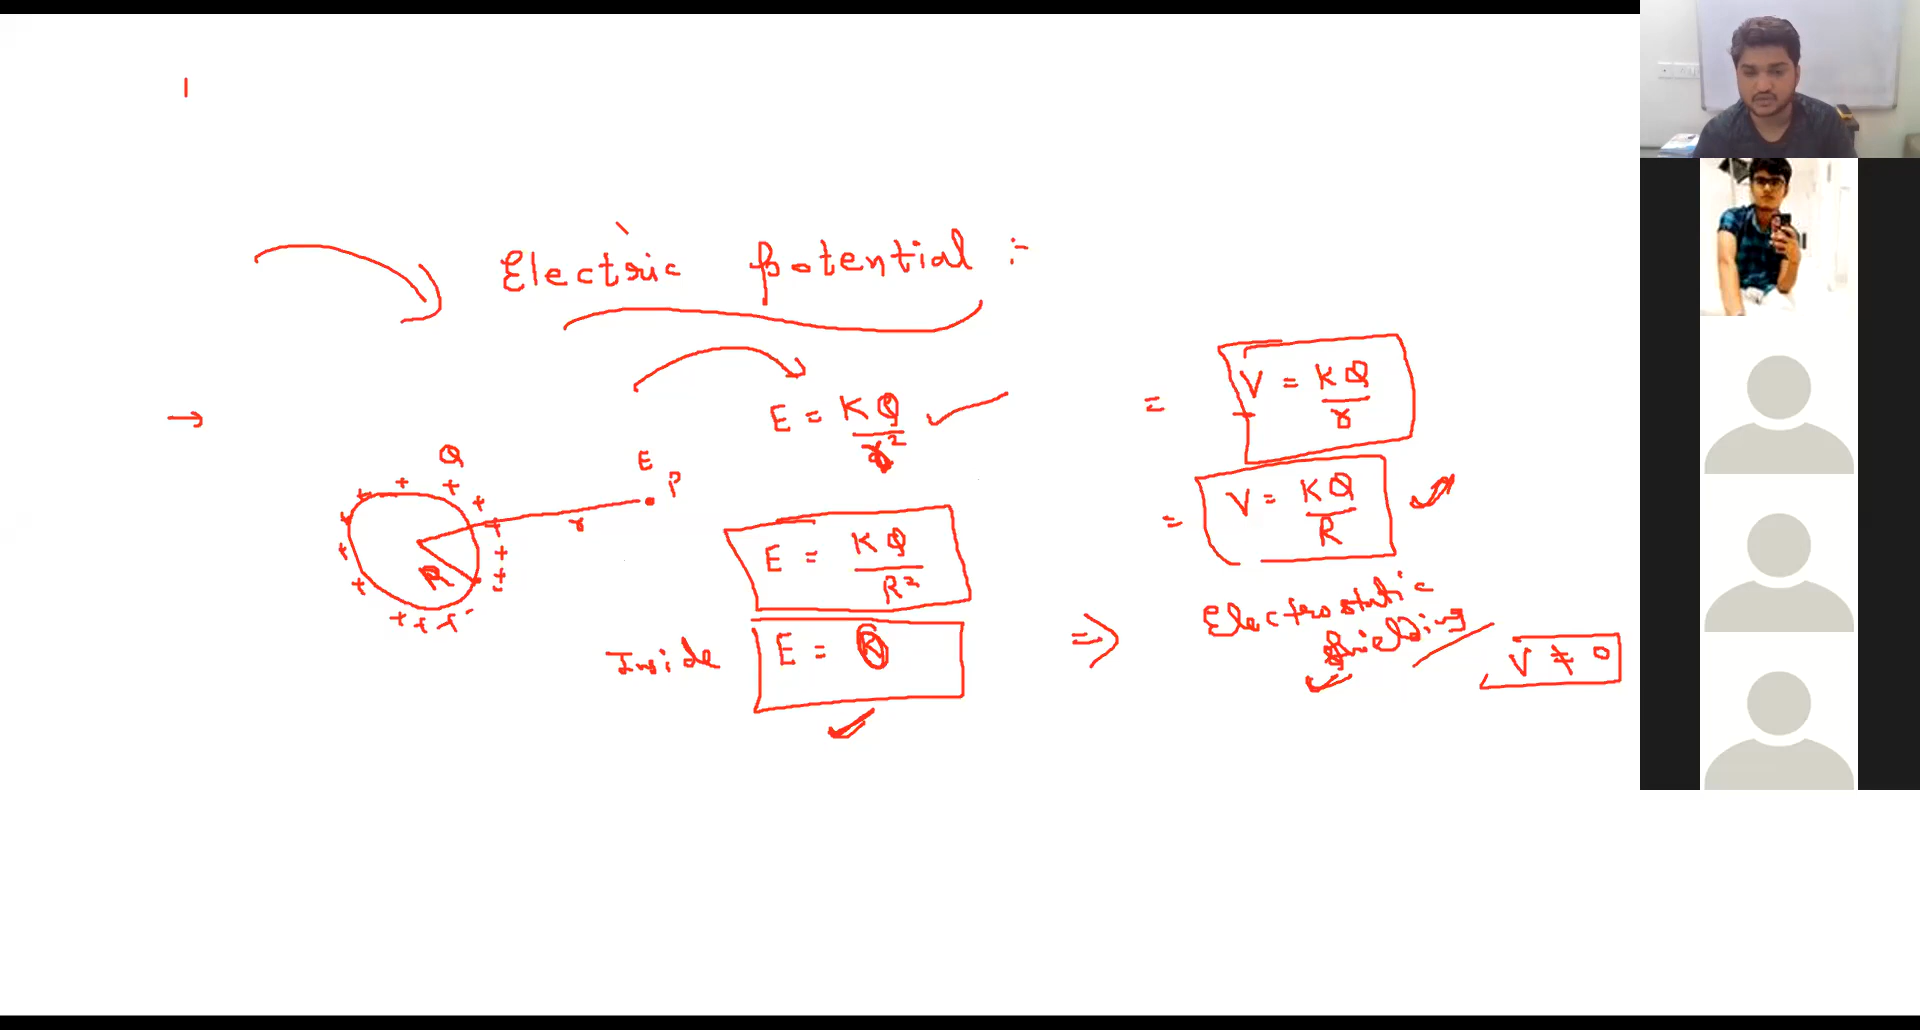 Electric potential :-
E = KQ/r²
= V = KQ/r
Q
E
P
r
R
= V = KQ/R
E = KQ/R²
Inside E = 0
⇒ Electrostatic
shielding
V ≠ 0